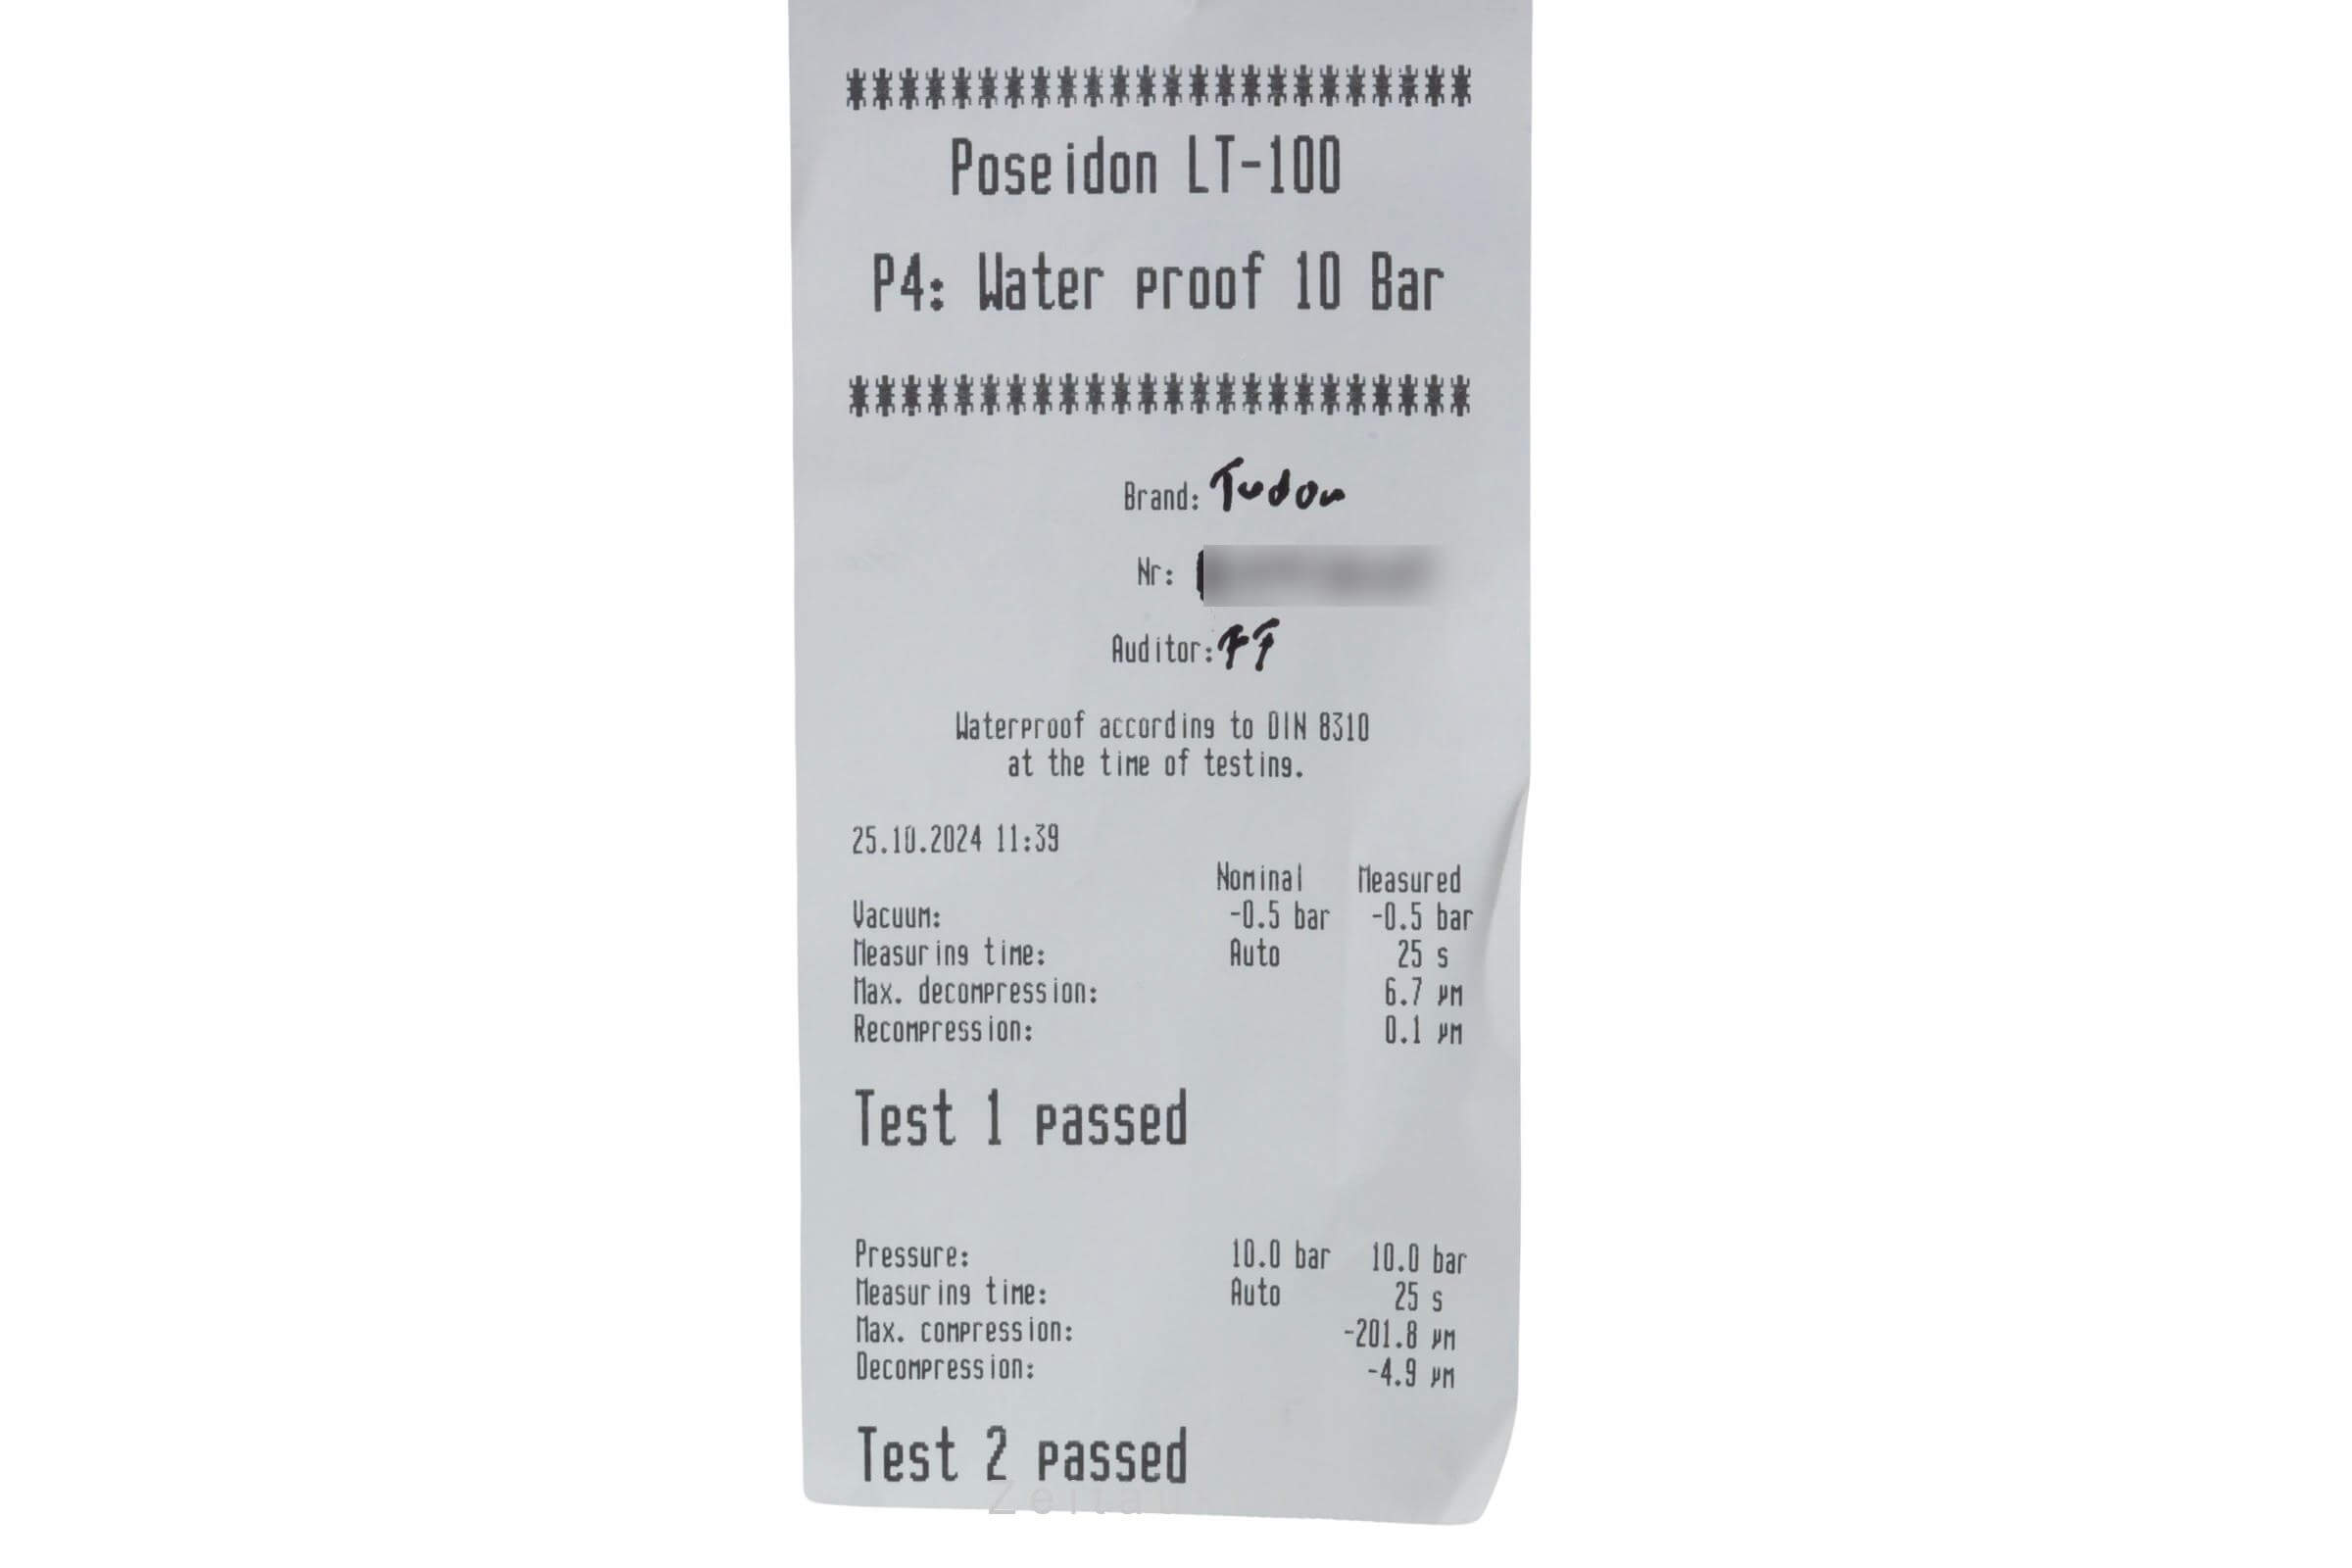 ************************
Poseidon LT-100
P4: Water proof 10 Bar
************************
Brand: Tudor
Nr:
Auditor: FF
Waterproof according to DIN 8310
at the time of testing.
25.10.2024 11:39
Nominal Measured
Vacuum: -0.5 bar -0.5 bar
Measuring time: Auto 25 s
Max. decompression: 6.7 µm
Recompression: 0.1 µm
Test 1 passed
Pressure: 10.0 bar 10.0 bar
Measuring time: Auto 25 s
Max. compression: -201.8 µm
Decompression: -4.9 µm
Test 2 passed